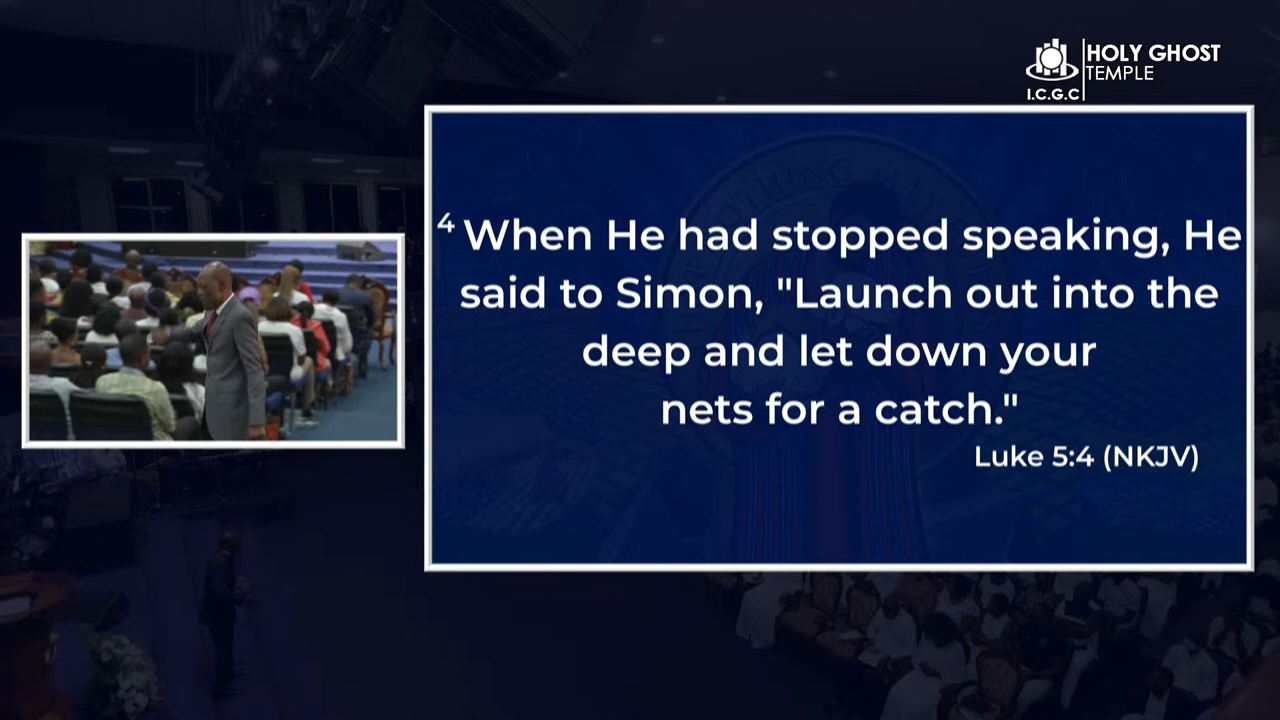 HOLY GHOST
TEMPLE
I.C.G.C
4 When He had stopped speaking, He
said to Simon, "Launch out into the
deep and let down your
nets for a catch."
Luke 5:4 (NKJV)